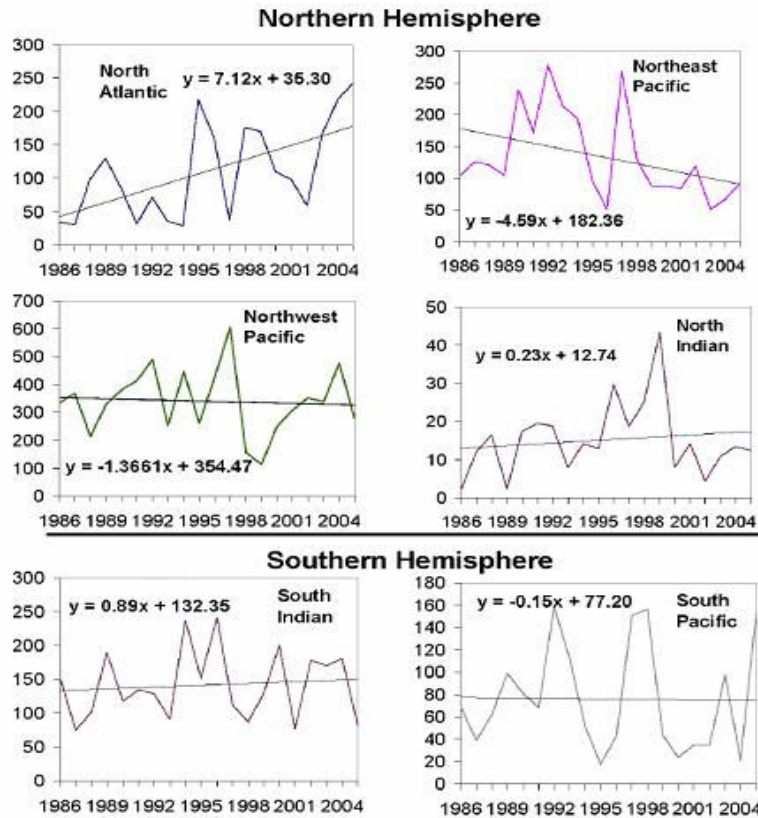 Northern Hemisphere
North
Atlantic
y = 7.12x + 35.30
300
250
200
150
100
50
0
1986 1989 1992 1995 1998 2001 2004
Northeast
Pacific
y = -4.59x + 182.36
300
250
200
150
100
50
0
1986 1989 1992 1995 1998 2001 2004
Northwest
Pacific
y = -1.3661x + 354.47
700
600
500
400
300
200
100
0
1986 1989 1992 1995 1998 2001 2004
North
Indian
y = 0.23x + 12.74
50
40
30
20
10
0
1986 1989 1992 1995 1998 2001 2004
Southern Hemisphere
South
Indian
y = 0.89x + 132.35
300
250
200
150
100
50
0
1986 1989 1992 1995 1998 2001 2004
South
Pacific
y = -0.15x + 77.20
180
160
140
120
100
80
60
40
20
0
1986 1989 1992 1995 1998 2001 2004